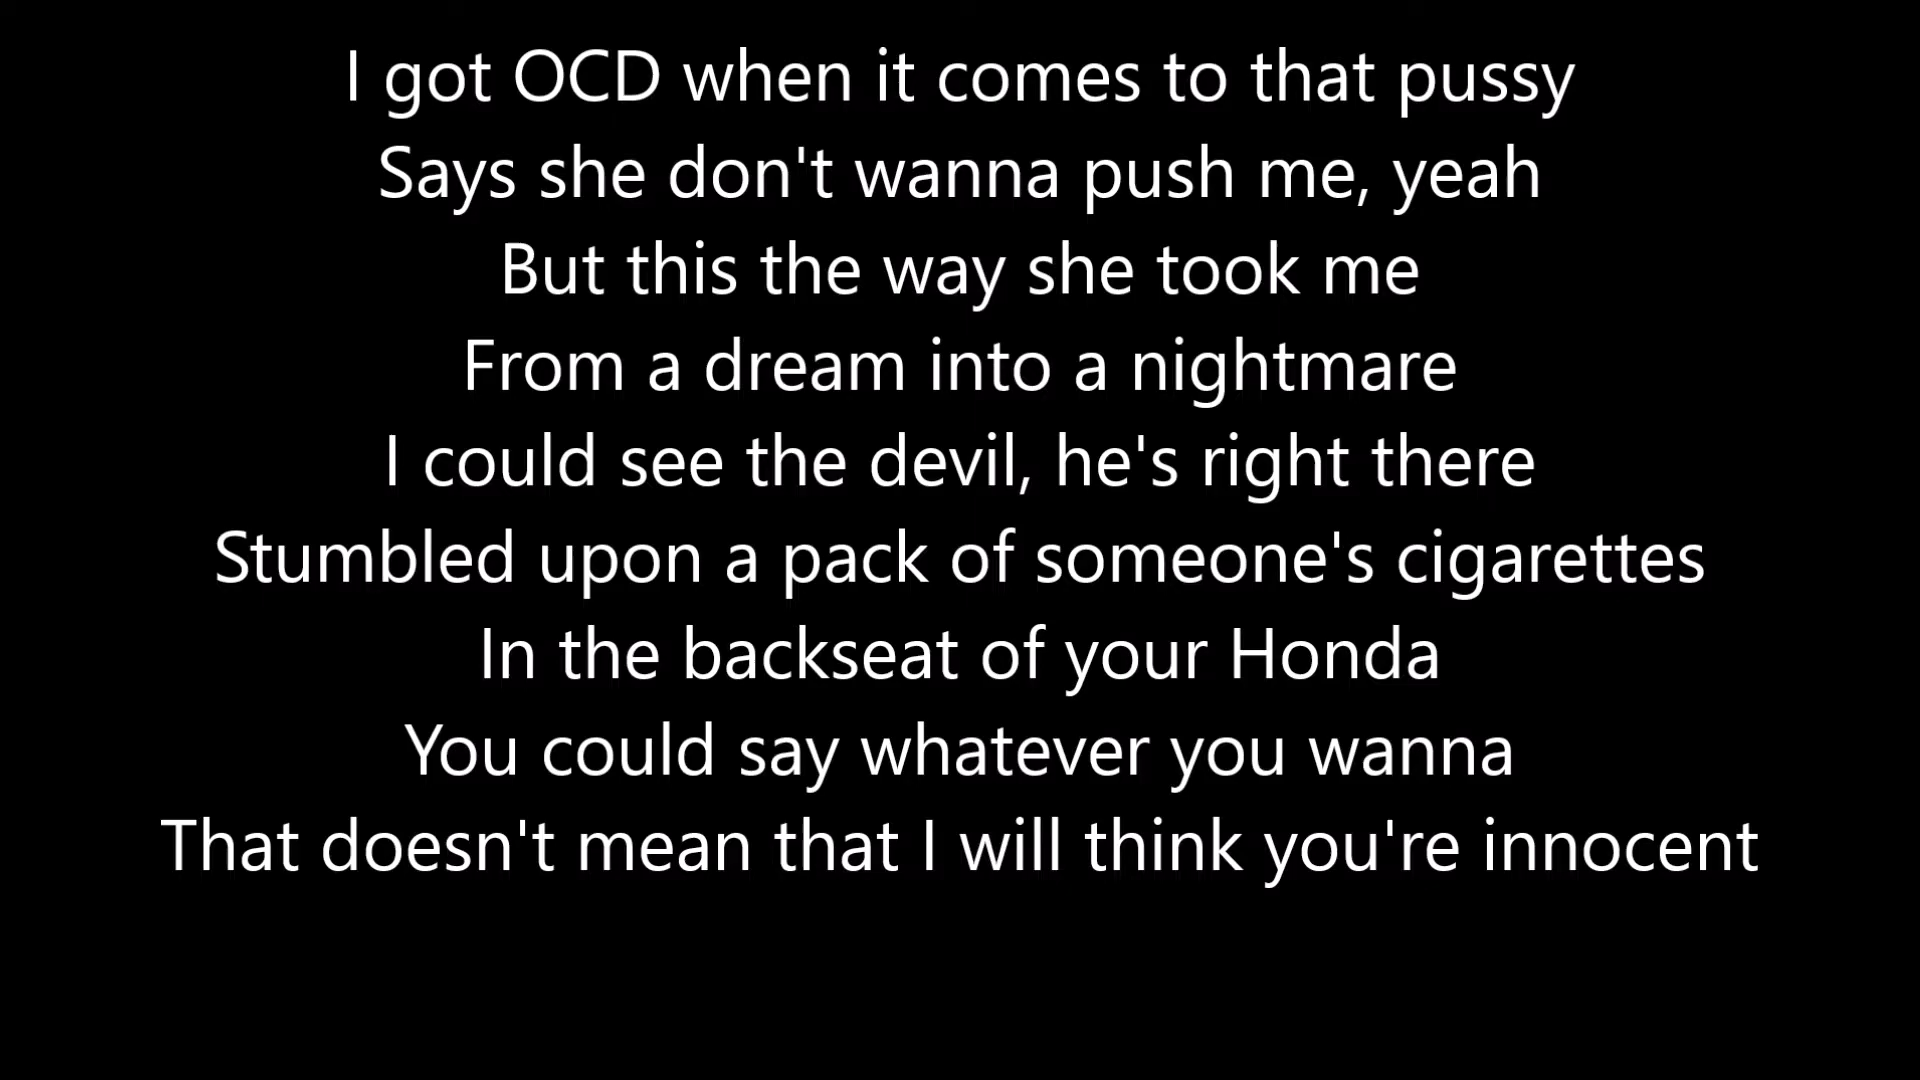 I got OCD when it comes to that pussy
Says she don't wanna push me, yeah
But this the way she took me
From a dream into a nightmare
I could see the devil, he's right there
Stumbled upon a pack of someone's cigarettes
In the backseat of your Honda
You could say whatever you wanna
That doesn't mean that I will think you're innocent